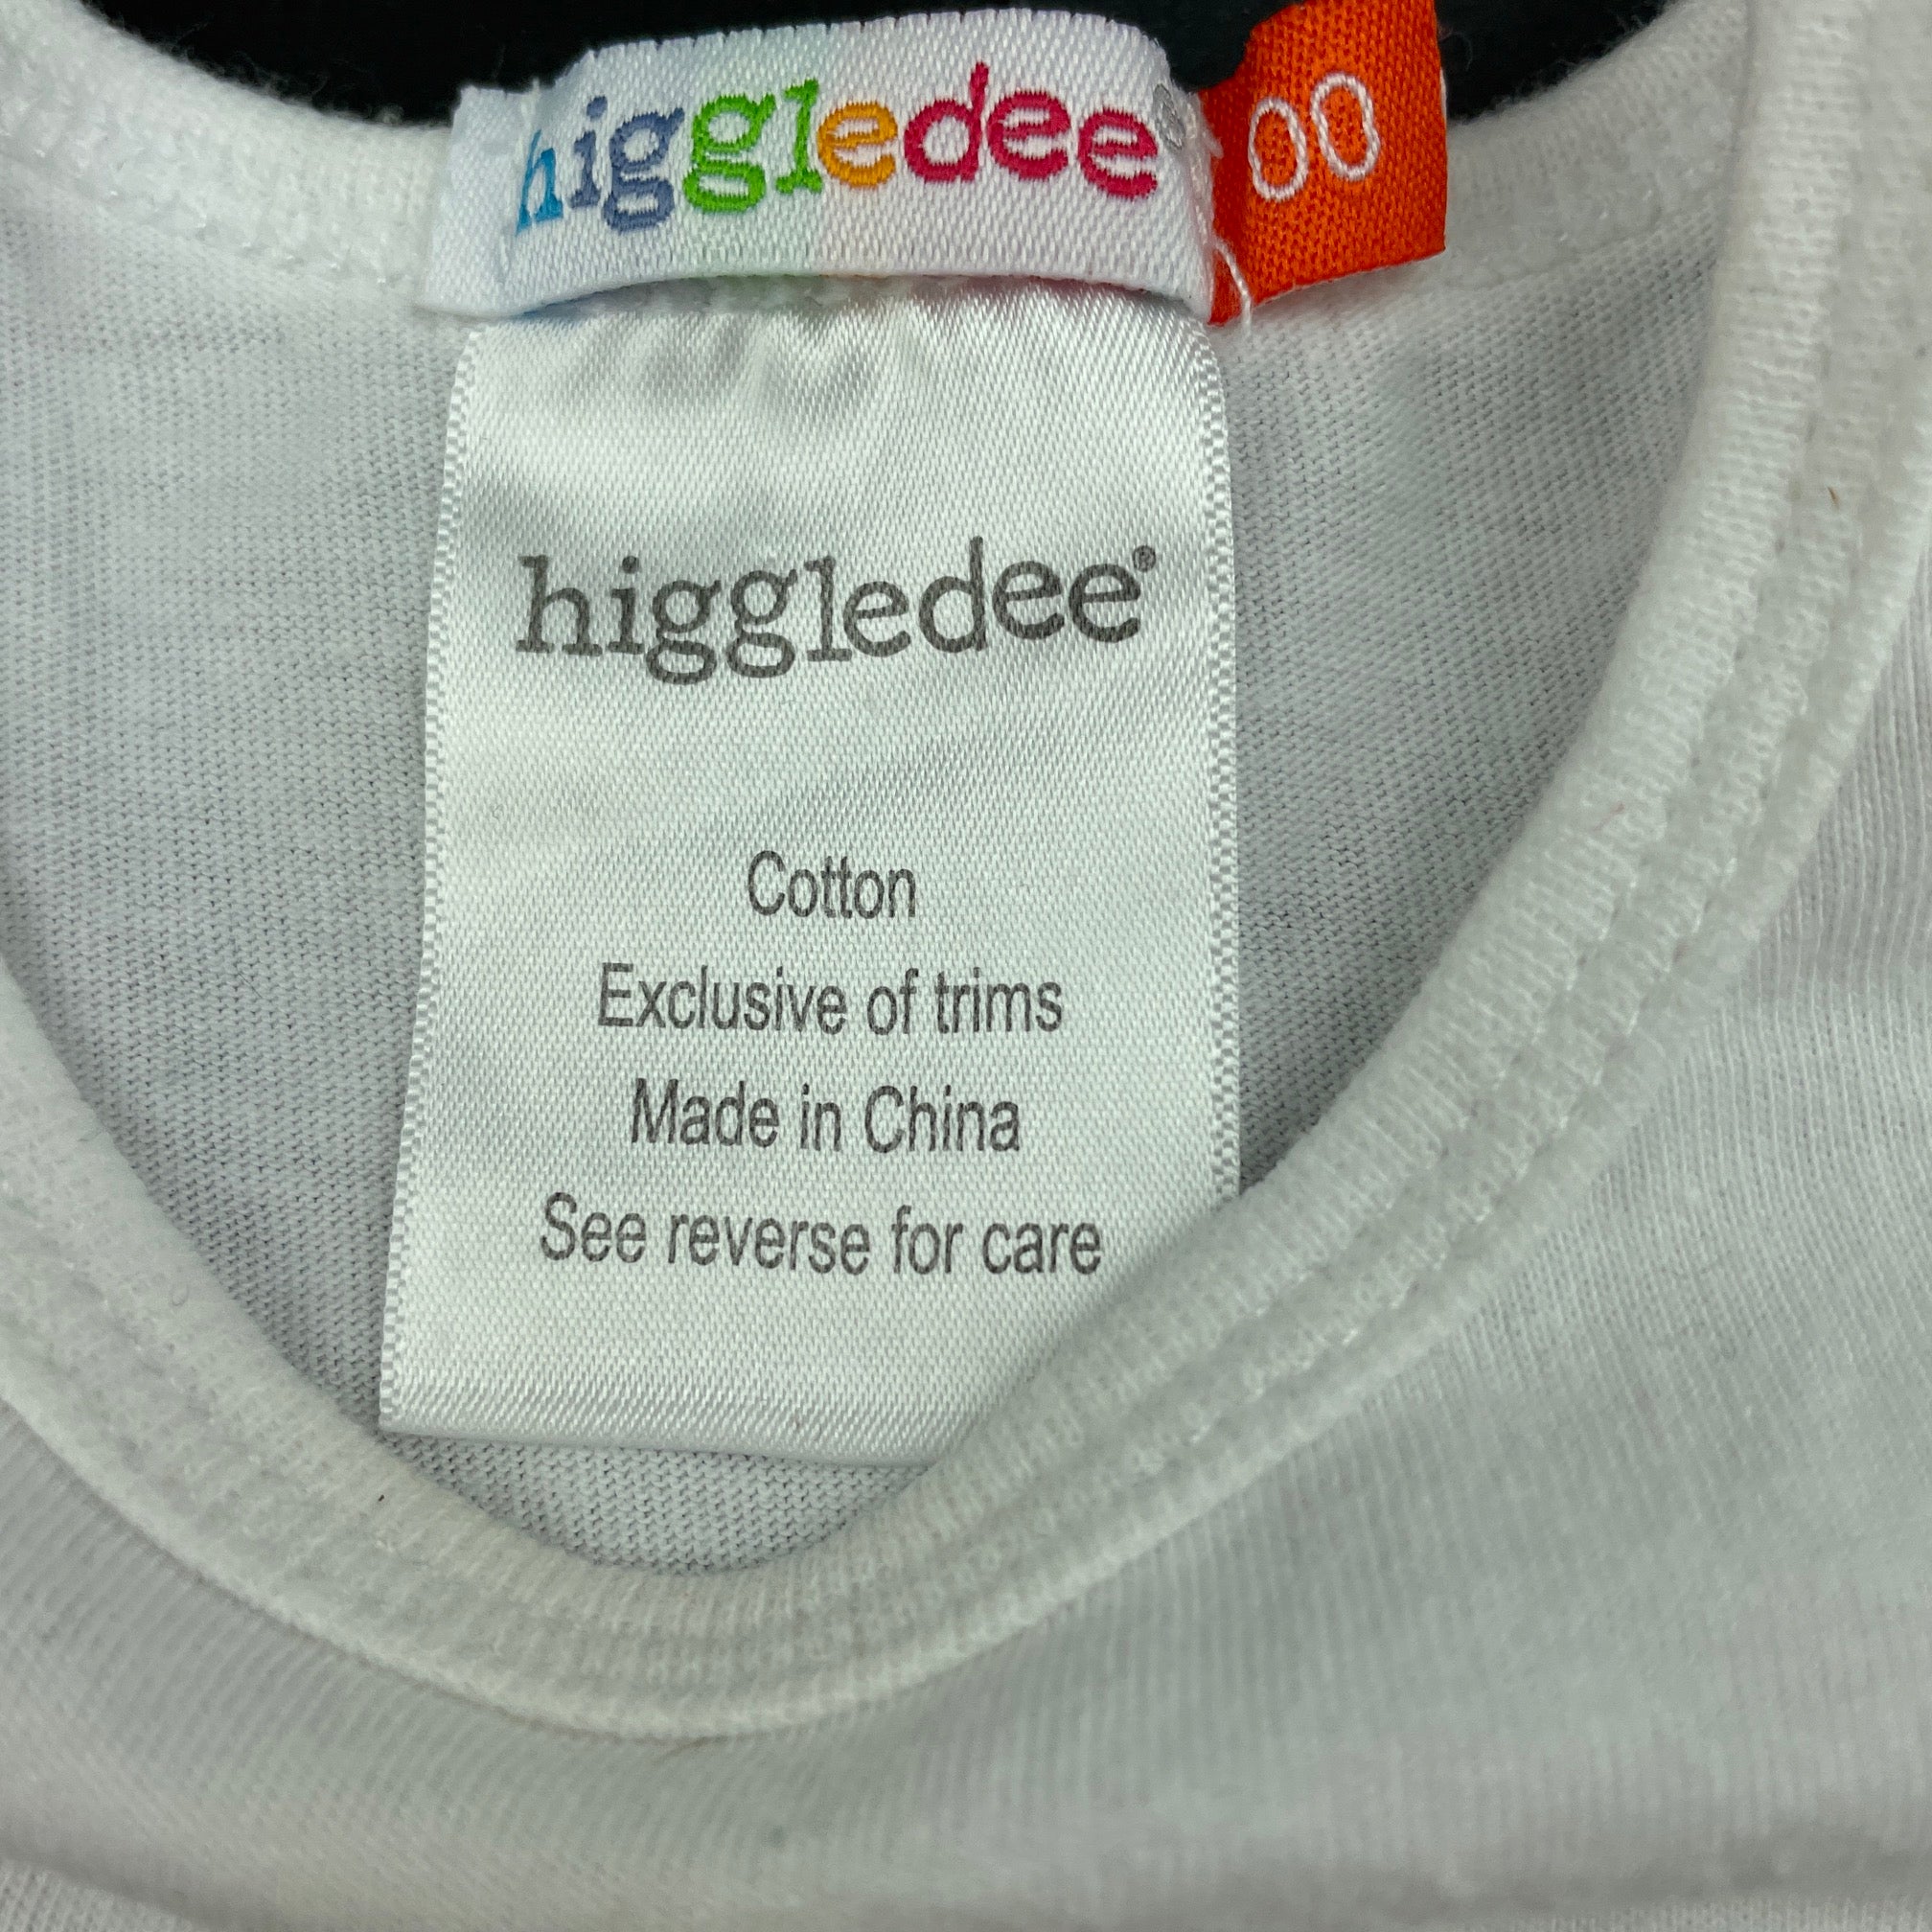 higgledee® 00
higgledee®
Cotton
Exclusive of trims
Made in China
See reverse for care